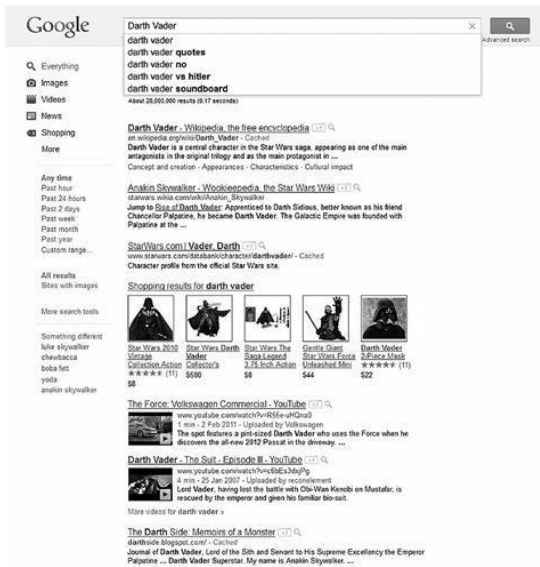 Google
Darth Vader
Advanced search
darth vader
darth vader quotes
darth vader no
darth vader vs hitler
darth vader soundboard
About 28,000,000 results (0.17 seconds)
Everything
Images
Videos
News
Shopping
More
Any time
Past hour
Past 24 hours
Past 2 days
Past week
Past month
Past year
Custom range...
All results
Sites with images
More search tools
Something different
luke skywalker
chewbacca
boba fett
yoda
anakin skywalker
Darth Vader - Wikipedia, the free encyclopedia +1
en.wikipedia.org/wiki/Darth_Vader - Cached
Darth Vader is a central character in the Star Wars saga, appearing as one of the main
antagonists in the original trilogy and as the main protagonist in ...
Concept and creation - Appearances - Characteristics - Cultural impact
Anakin Skywalker - Wookieepedia, the Star Wars Wiki +1
starwars.wikia.com/wiki/Anakin_Skywalker
Jump to Rise of Darth Vader: Apprenticed to Darth Sidious, better known as his friend
Chancellor Palpatine, he became Darth Vader. The Galactic Empire was founded with
Palpatine at the ...
StarWars.com | Vader, Darth +1
www.starwars.com/databank/character/darthvader/ - Cached
Character profile from the official Star Wars site.
Shopping results for darth vader
Star Wars 2010
Vintage
Collection Action
(11)
$8
Star Wars Darth
Vader
Collector's
$500
Star Wars The
Saga Legend
3.75 Inch Action
$8
Gentle Giant
Star Wars Force
Unleashed Mini
$44
Darth Vader
2-Piece Mask
(11)
$22
The Force: Volkswagen Commercial - YouTube +1
www.youtube.com/watch?v=R55e-uHQna0
1 min - 2 Feb 2011 - Uploaded by Volkswagen
The spot features a pint-sized Darth Vader who uses the Force when he
discovers the all-new 2012 Passat in the driveway. ...
Darth Vader - The Suit - Episode III - YouTube +1
www.youtube.com/watch?v=c6bEs3dxjPg
4 min - 25 Jan 2007 - Uploaded by reconelement
Lord Vader, having lost the battle with Obi-Wan Kenobi on Mustafar, is
rescued by the emperor and given his familiar bio-suit.
More videos for darth vader »
The Darth Side: Memoirs of a Monster +1
darthside.blogspot.com/ - Cached
Journal of Darth Vader, Lord of the Sith and Servant to His Supreme Excellency the Emperor
Palpatine ... Darth Vader Superstar. My name is Anakin Skywalker. ...